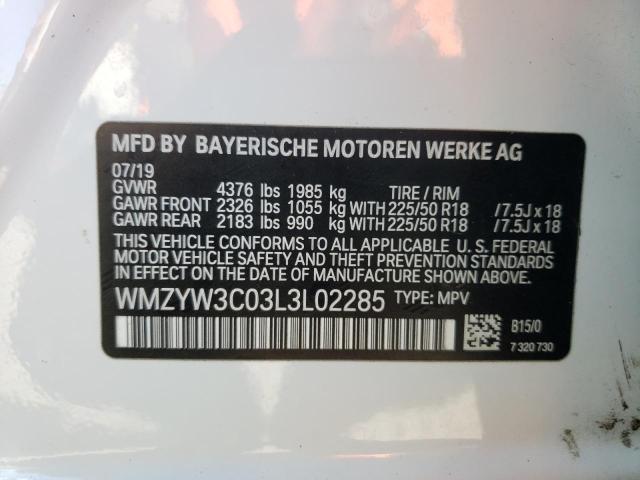 MFD BY BAYERISCHE MOTOREN WERKE AG
07/19
GVWR 4376 lbs 1985 kg TIRE / RIM
GAWR FRONT 2326 lbs 1055 kg WITH 225/50 R18 /7.5J x 18
GAWR REAR 2183 lbs 990 kg WITH 225/50 R18 /7.5J x 18
THIS VEHICLE CONFORMS TO ALL APPLICABLE U.S. FEDERAL
MOTOR VEHICLE SAFETY AND THEFT PREVENTION STANDARDS
IN EFFECT ON THE DATE OF MANUFACTURE SHOWN ABOVE.
WMZYW3C03L3L02285 TYPE: MPV
B15/0
7 320 730